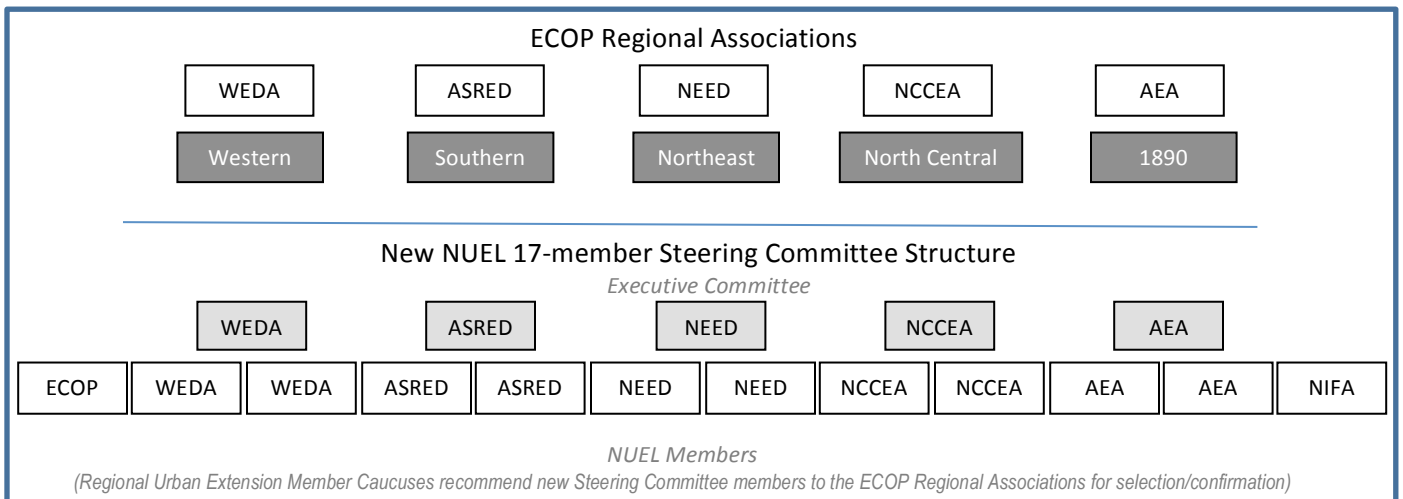 ECOP Regional Associations
WEDA ASRED NEED NCCEA AEA
Western Southern Northeast North Central 1890
New NUEL 17-member Steering Committee Structure
Executive Committee
WEDA ASRED NEED NCCEA AEA
ECOP WEDA WEDA ASRED ASRED NEED NEED NCCEA NCCEA AEA AEA NIFA
NUEL Members
(Regional Urban Extension Member Caucuses recommend new Steering Committee members to the ECOP Regional Associations for selection/confirmation)